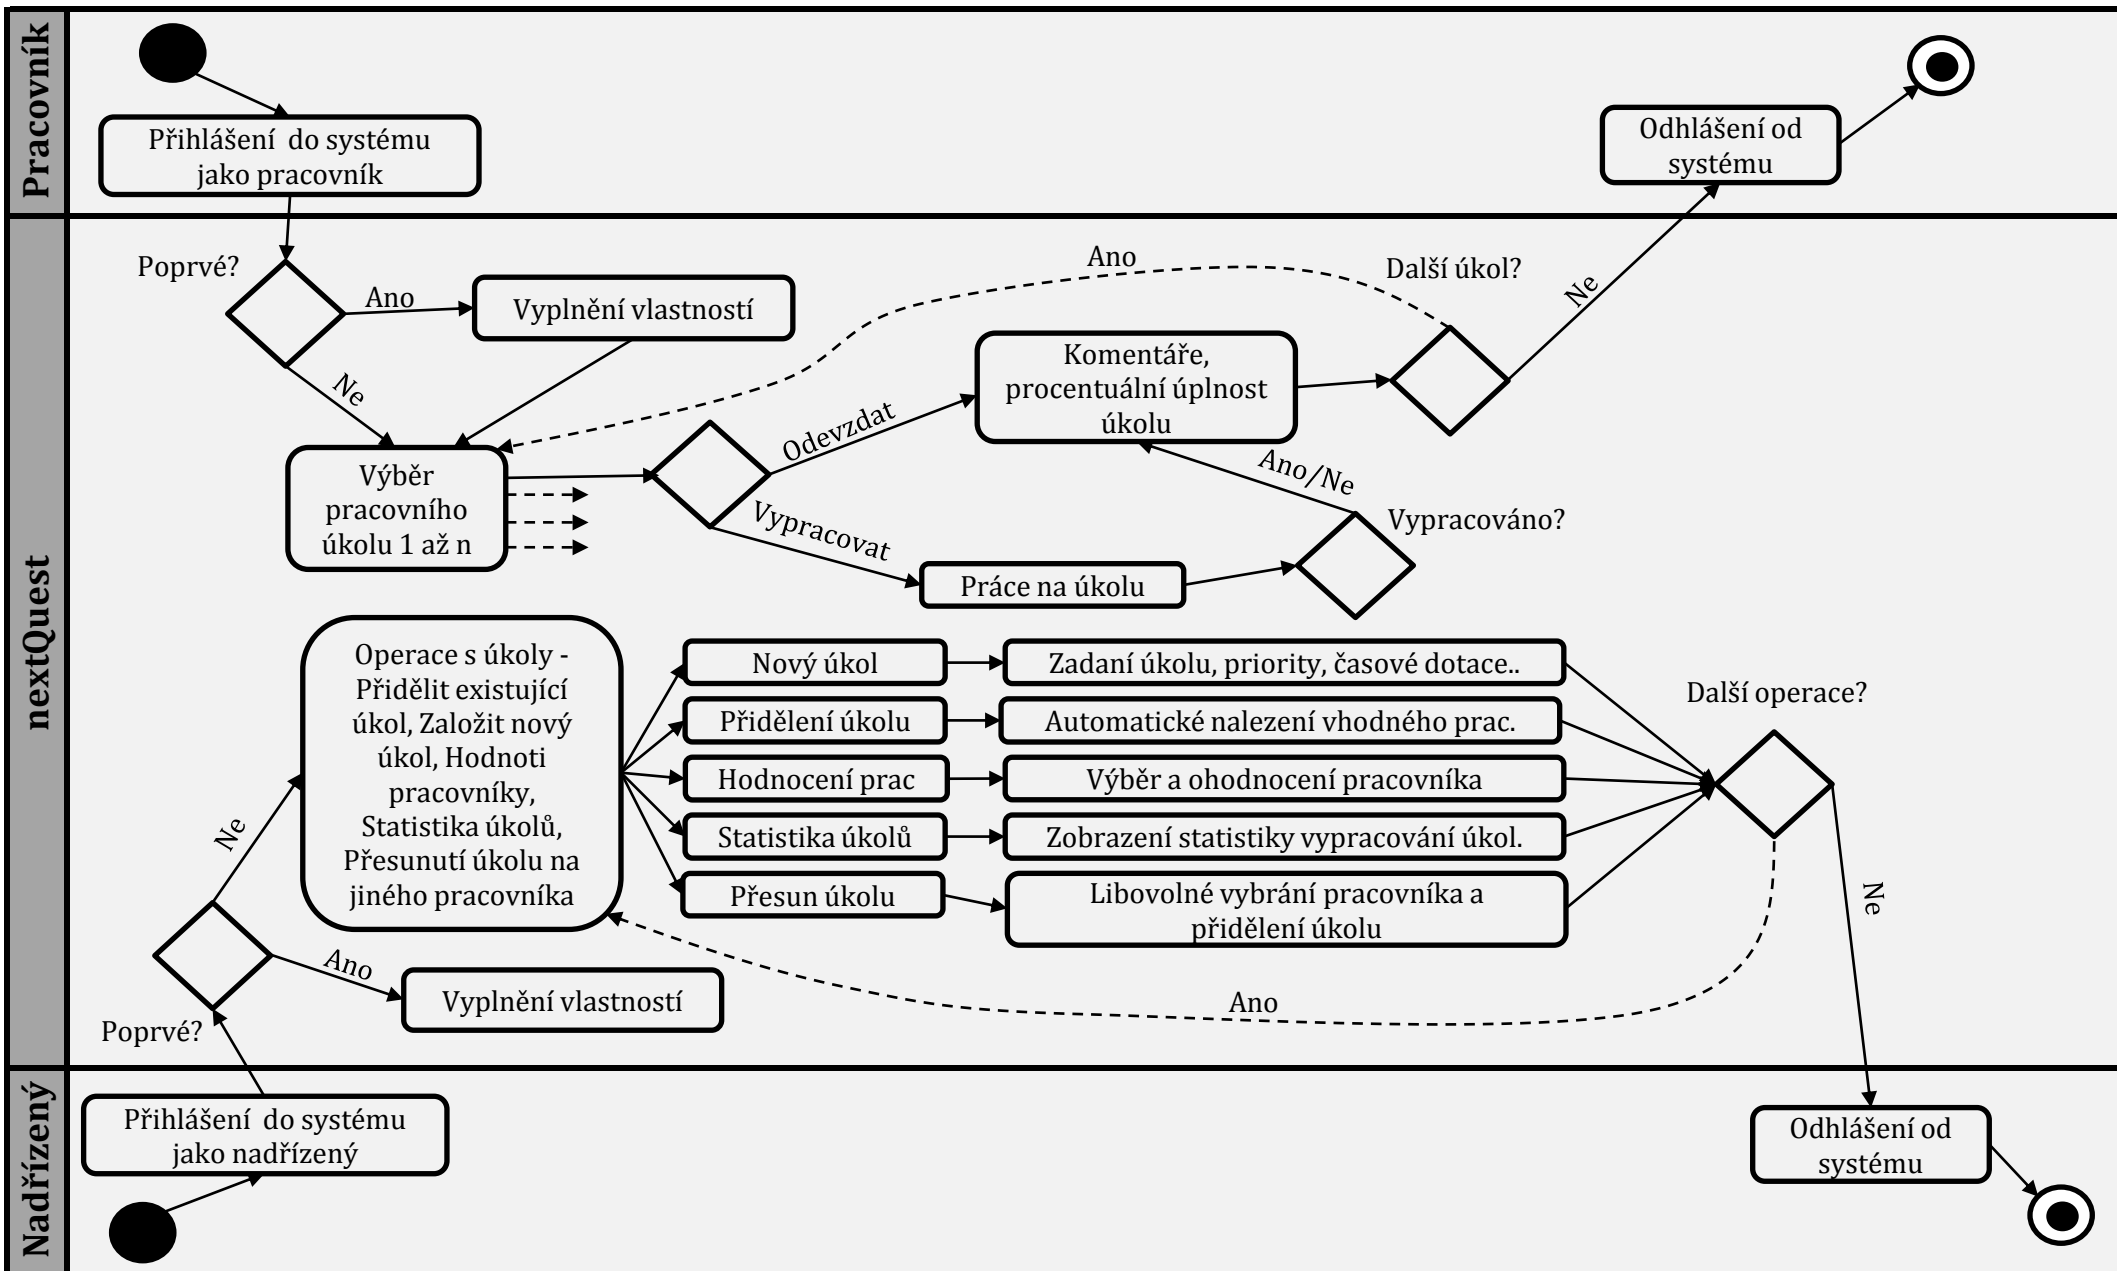 Pracovník
Přihlášení do systému
jako pracovník
Odhlášení od
systému
nextQuest
Poprvé?
Ano
Vyplnění vlastností
Ne
Ano
Další úkol?
Ne
Komentáře,
procentuální úplnost
úkolu
Výběr
pracovního
úkolu 1 až n
Odevzdat
Vypracovat
Ano/Ne
Vypracováno?
Práce na úkolu
Operace s úkoly -
Přidělit existující
úkol, Založit nový
úkol, Hodnoti
pracovníky,
Statistika úkolů,
Přesunutí úkolu na
jiného pracovníka
Nový úkol
Zadaní úkolu, priority, časové dotace..
Přidělení úkolu
Automatické nalezení vhodného prac.
Hodnocení prac
Výběr a ohodnocení pracovníka
Statistika úkolů
Zobrazení statistiky vypracování úkol.
Přesun úkolu
Libovolné vybrání pracovníka a
přidělení úkolu
Další operace?
Ne
Ne
Ano
Vyplnění vlastností
Ano
Poprvé?
Nadřízený
Přihlášení do systému
jako nadřízený
Odhlášení od
systému